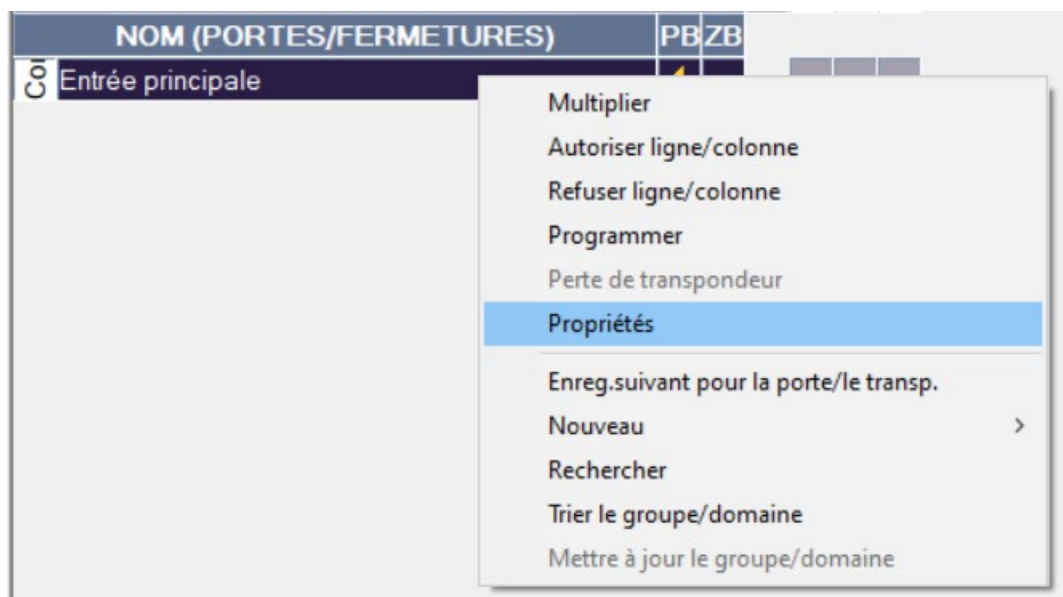 NOM (PORTES/FERMETURES) PB ZB
Entrée principale
Multiplier
Autoriser ligne/colonne
Refuser ligne/colonne
Programmer
Perte de transpondeur
Propriétés
Enreg.suivant pour la porte/le transp.
Nouveau
Rechercher
Trier le groupe/domaine
Mettre à jour le groupe/domaine